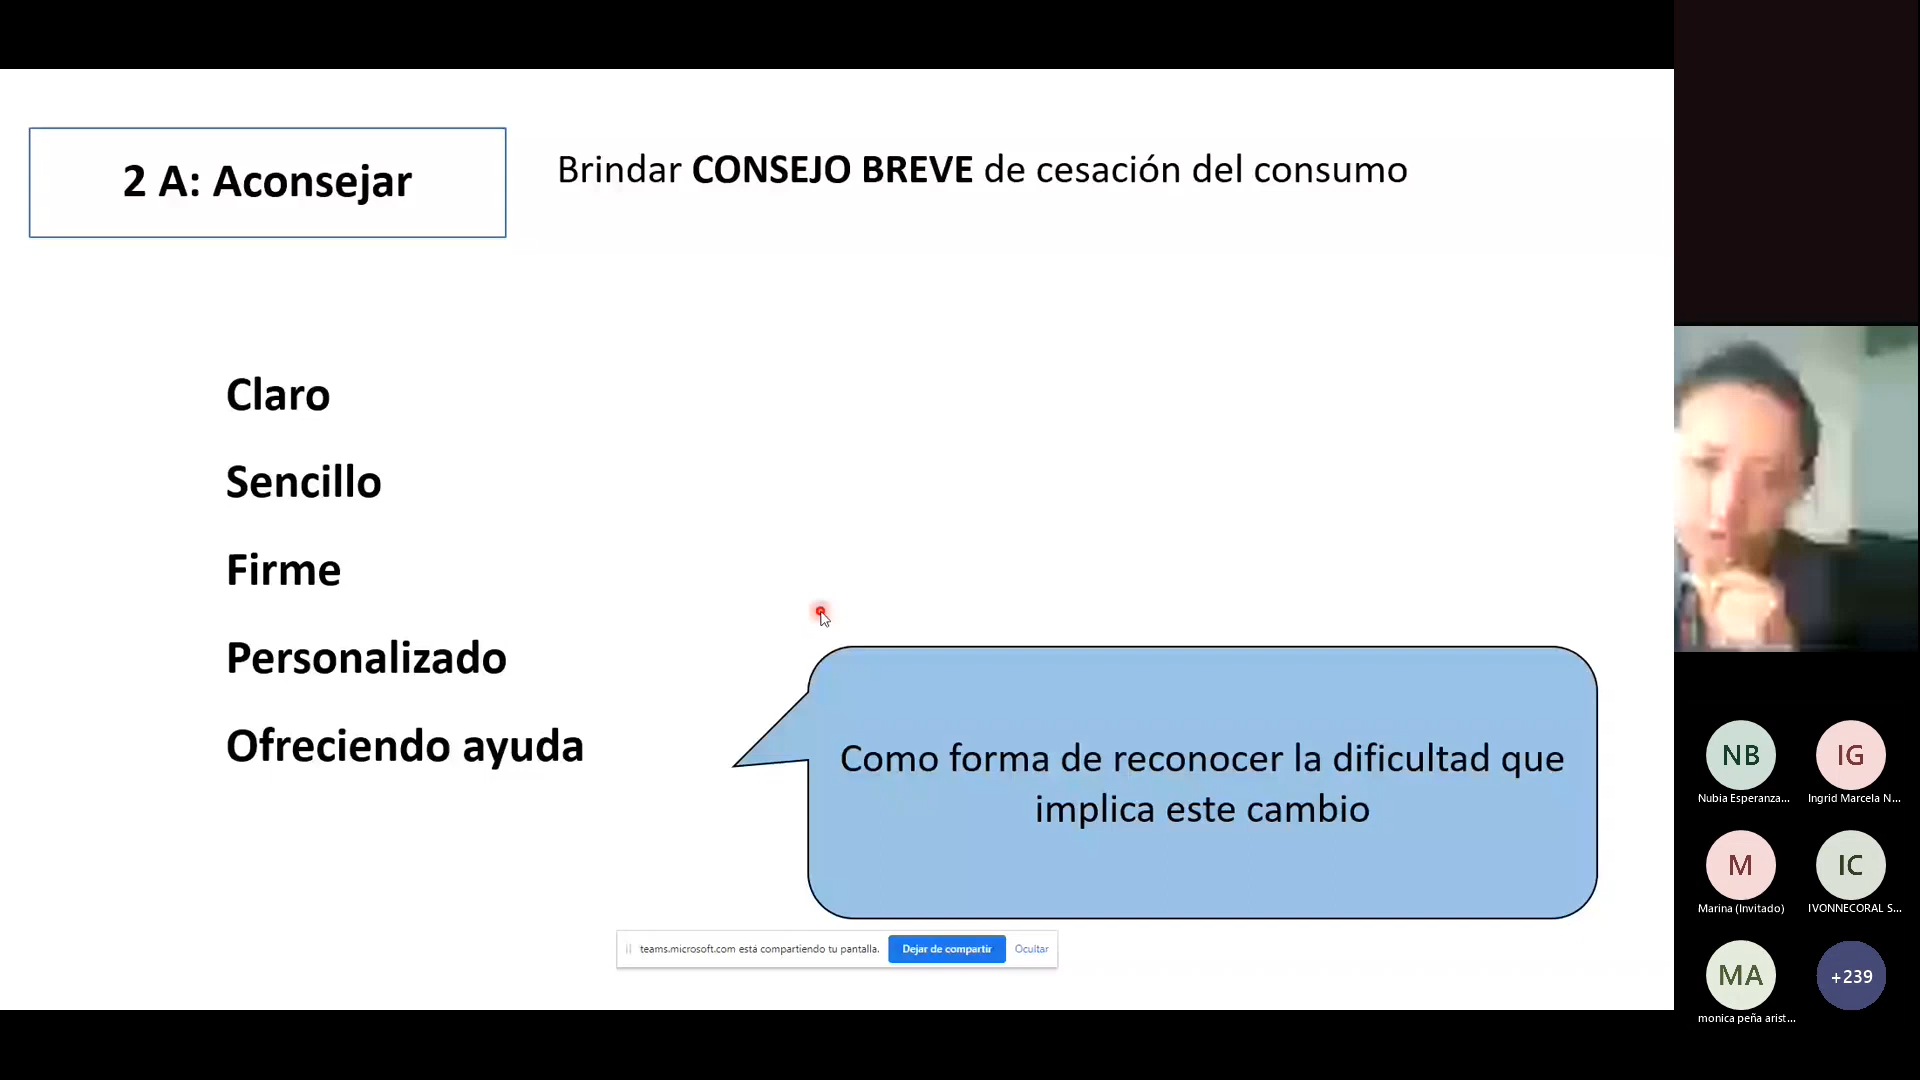 2 A: Aconsejar
Brindar CONSEJO BREVE de cesación del consumo
Claro
Sencillo
Firme
Personalizado
Ofreciendo ayuda
Como forma de reconocer la dificultad que
implica este cambio
teams.microsoft.com está compartiendo tu pantalla. Dejar de compartir Ocultar
NB
Nubia Esperanza...
IG
Ingrid Marcela N...
M
Marina (Invitado)
IC
IVONNECORAL S...
MA
monica peña arist...
+239